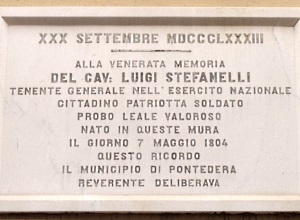 XXX SETTEMBRE MDCCCLXXXIII
ALLA VENERATA MEMORIA
DEL CAV: LUIGI STEFANELLI
TENENTE GENERALE NELL'ESERCITO NAZIONALE
CITTADINO PATRIOTTA SOLDATO
PROBO LEALE VALOROSO
NATO IN QUESTE MURA
IL GIORNO 7 MAGGIO 1804
QUESTO RICORDO
IL MUNICIPIO DI PONTEDERA
REVERENTE DELIBERAVA